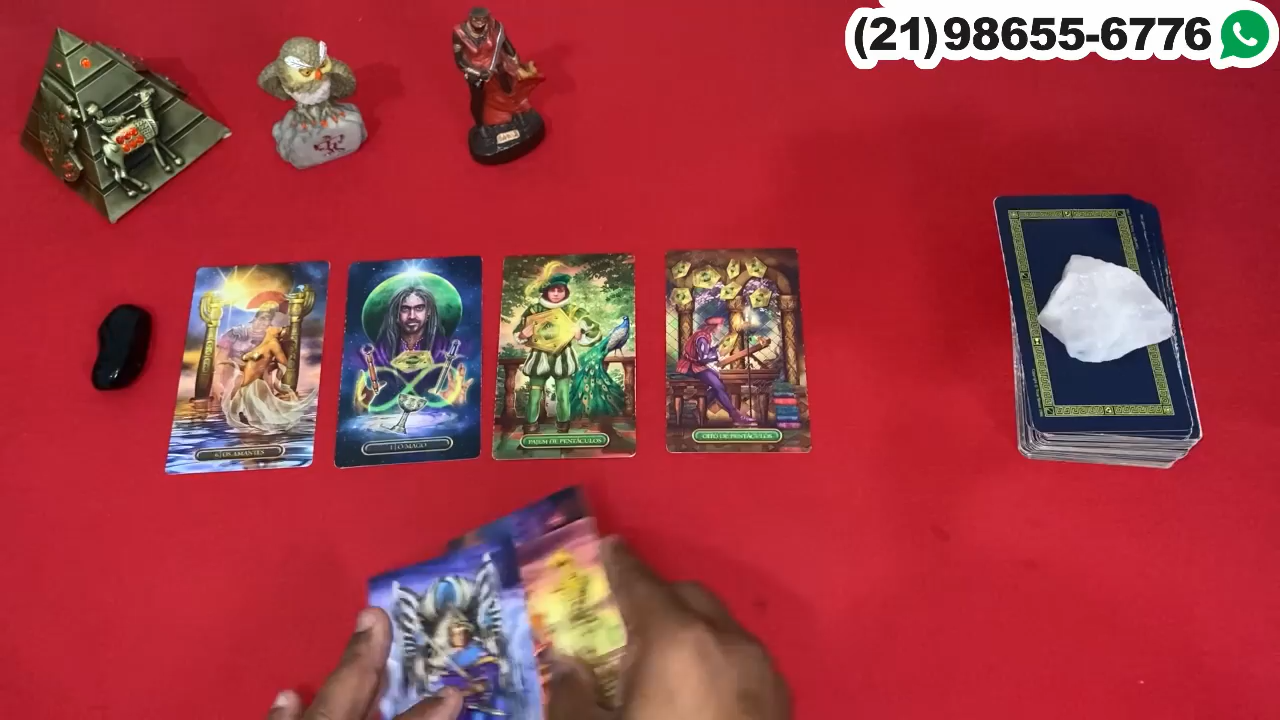 (21)98655-6776
6 | OS AMANTES
1 | O MAGO
PAJEM DE PENTÁCULOS
OITO DE PENTÁCULOS